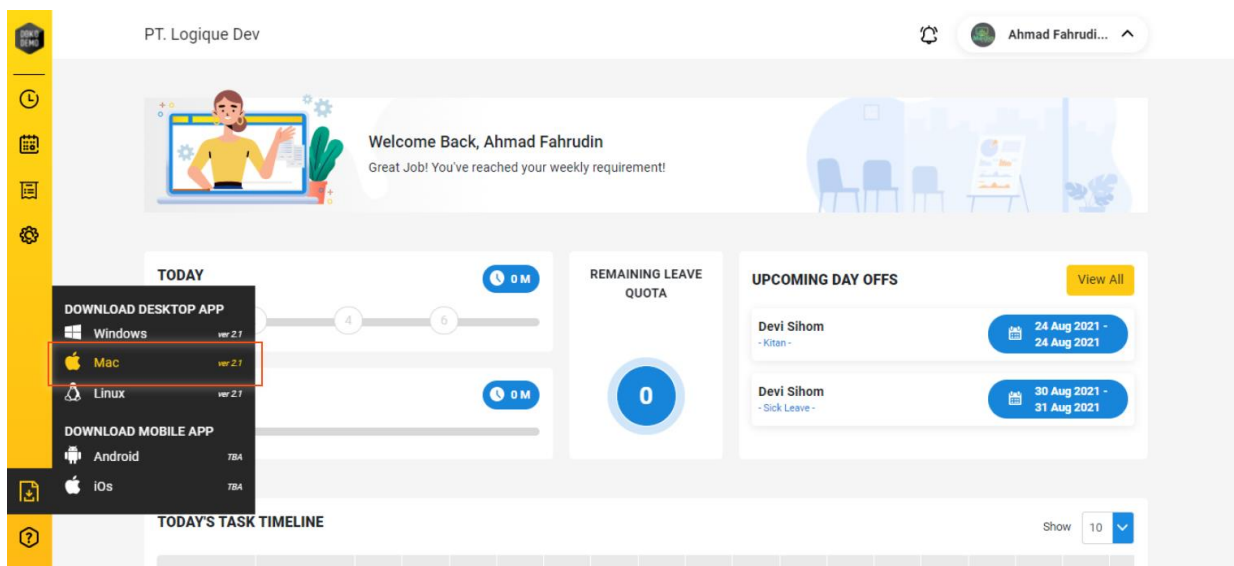 DOKO
DEMO
PT. Logique Dev
Ahmad Fahrudi...
Welcome Back, Ahmad Fahrudin
Great Job! You've reached your weekly requirement!
TODAY
0 M
4
6
0 M
REMAINING LEAVE
QUOTA
0
UPCOMING DAY OFFS
View All
Devi Sihom
- Kitan -
24 Aug 2021 -
24 Aug 2021
Devi Sihom
- Sick Leave -
30 Aug 2021 -
31 Aug 2021
DOWNLOAD DESKTOP APP
Windows ver 2.1
Mac ver 2.1
Linux ver 2.1
DOWNLOAD MOBILE APP
Android TBA
iOs TBA
TODAY'S TASK TIMELINE
Show 10